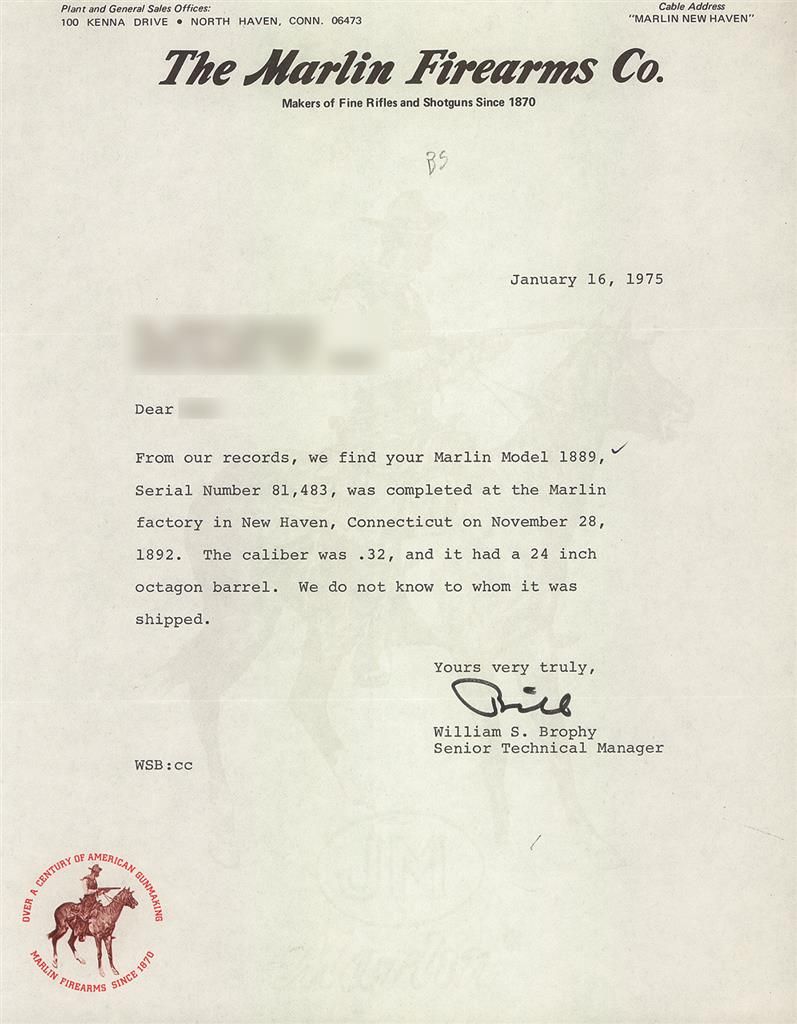 Plant and General Sales Offices:
100 KENNA DRIVE • NORTH HAVEN, CONN. 06473
Cable Address
"MARLIN NEW HAVEN"
The Marlin Firearms Co.
Makers of Fine Rifles and Shotguns Since 1870
BS
January 16, 1975
Dear
From our records, we find your Marlin Model 1889,
Serial Number 81,483, was completed at the Marlin
factory in New Haven, Connecticut on November 28,
1892.  The caliber was .32, and it had a 24 inch
octagon barrel.  We do not know to whom it was
shipped.
Yours very truly,
Bill
William S. Brophy
Senior Technical Manager
WSB:cc
OVER A CENTURY OF AMERICAN GUNMAKING
MARLIN FIREARMS SINCE 1870